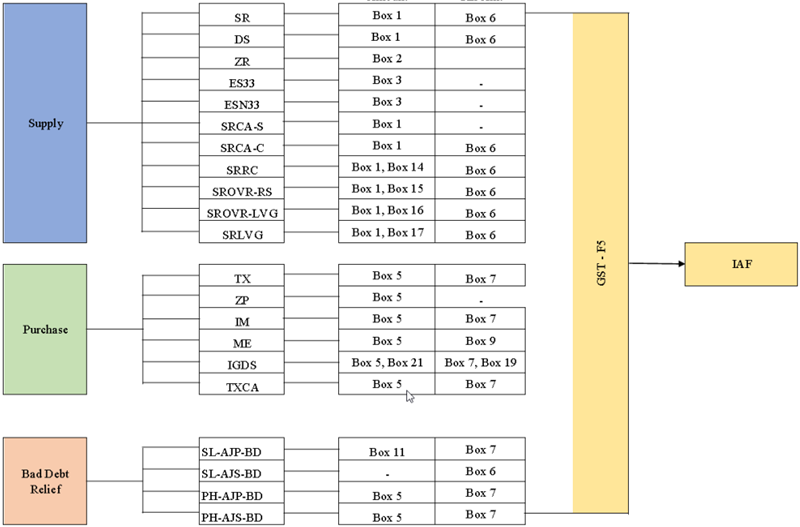 SR Box 1 Box 6
DS Box 1 Box 6
ZR Box 2
ES33 Box 3 -
ESN33 Box 3 -
Supply SRCA-S Box 1 -
SRCA-C Box 1 Box 6
SRRC Box 1, Box 14 Box 6
SROVR-RS Box 1, Box 15 Box 6
SROVR-LVG Box 1, Box 16 Box 6
SRLVG Box 1, Box 17 Box 6
GST - F5
IAF
TX Box 5 Box 7
ZP Box 5 -
IM Box 5 Box 7
Purchase ME Box 5 Box 9
IGDS Box 5, Box 21 Box 7, Box 19
TXCA Box 5 Box 7
SL-AJP-BD Box 11 Box 7
Bad Debt
Relief
SL-AJS-BD - Box 6
PH-AJP-BD Box 5 Box 7
PH-AJS-BD Box 5 Box 7